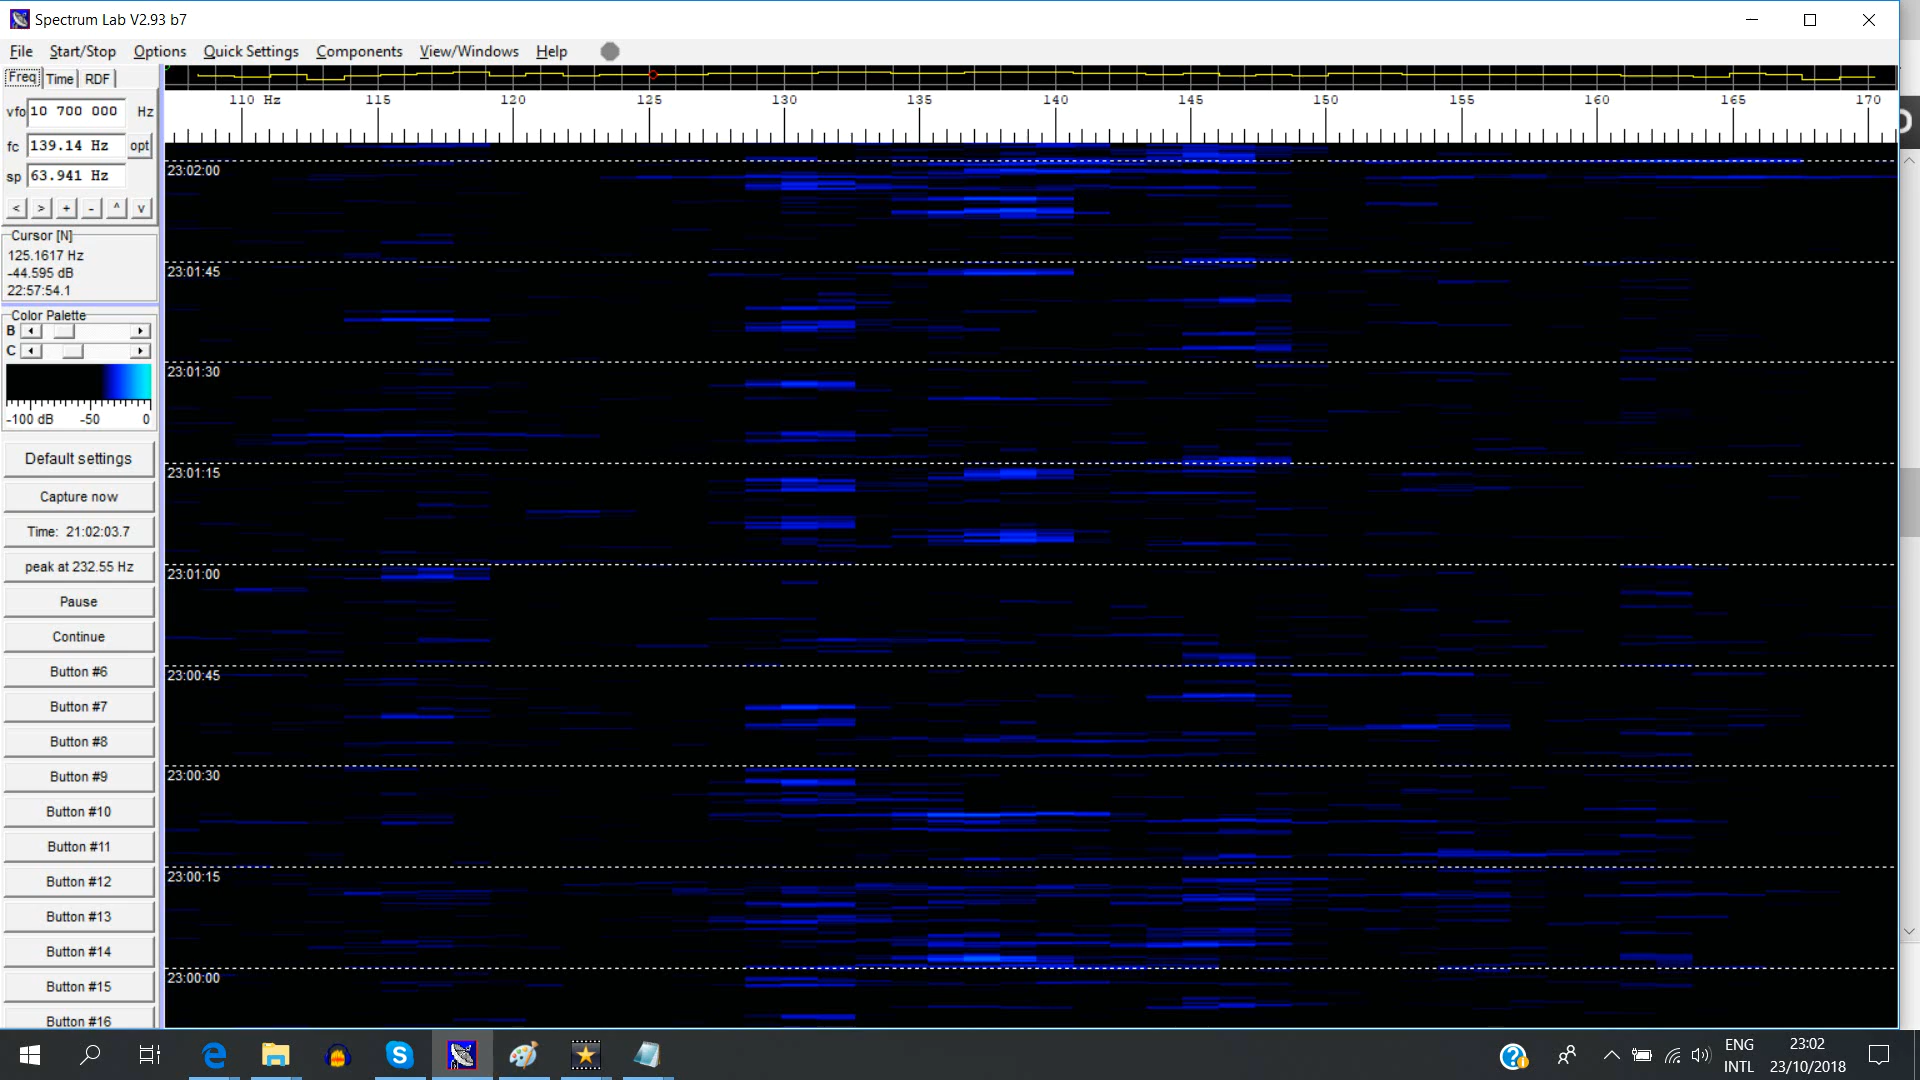 Spectrum Lab V2.93 b7
File Start/Stop Options Quick Settings Components View/Windows Help
Freq Time RDF
vfo 10 700 000 Hz
fc 139.14 Hz opt
sp 63.941 Hz
< > + - ^ v
Cursor [N]
125.1617 Hz
-44.595 dB
22:57:54.1
Color Palette
B
C
-100 dB -50 0
Default settings
Capture now
Time: 21:02:03.7
peak at 232.55 Hz
Pause
Continue
Button #6
Button #7
Button #8
Button #9
Button #10
Button #11
Button #12
Button #13
Button #14
Button #15
Button #16
110 Hz 115 120 125 130 135 140 145 150 155 160 165 170
23:02:00
23:01:45
23:01:30
23:01:15
23:01:00
23:00:45
23:00:30
23:00:15
23:00:00
ENG
INTL
23:02
23/10/2018